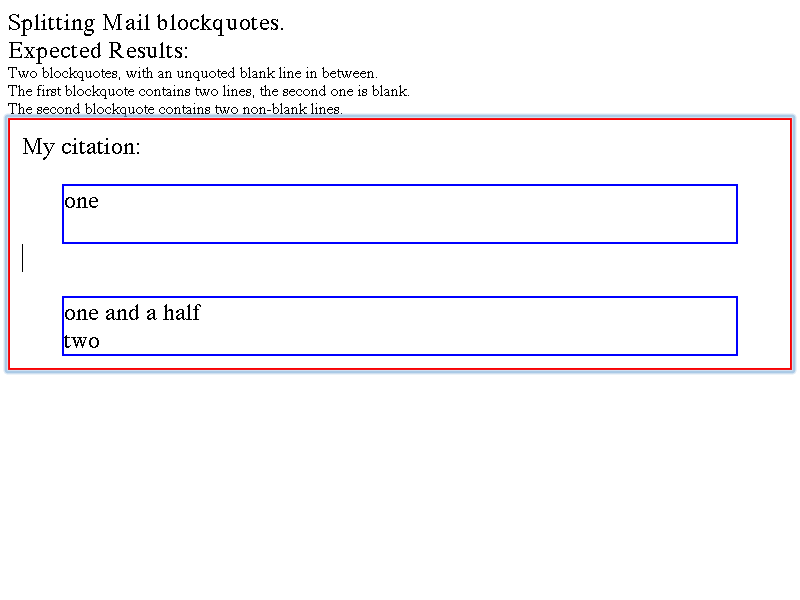 Splitting Mail blockquotes.
Expected Results:
Two blockquotes, with an unquoted blank line in between.
The first blockquote contains two lines, the second one is blank.
The second blockquote contains two non-blank lines.
My citation:
one
one and a half
two